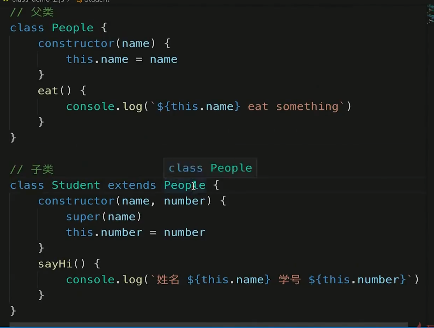 // 父类
class People {
    constructor(name) {
        this.name = name
    }
    eat() {
        console.log(`${this.name} eat something`)
    }
}
// 子类
class People
class Student extends People {
    constructor(name, number) {
        super(name)
        this.number = number
    }
    sayHi() {
        console.log(`姓名 ${this.name} 学号 ${this.number}`)
    }
}